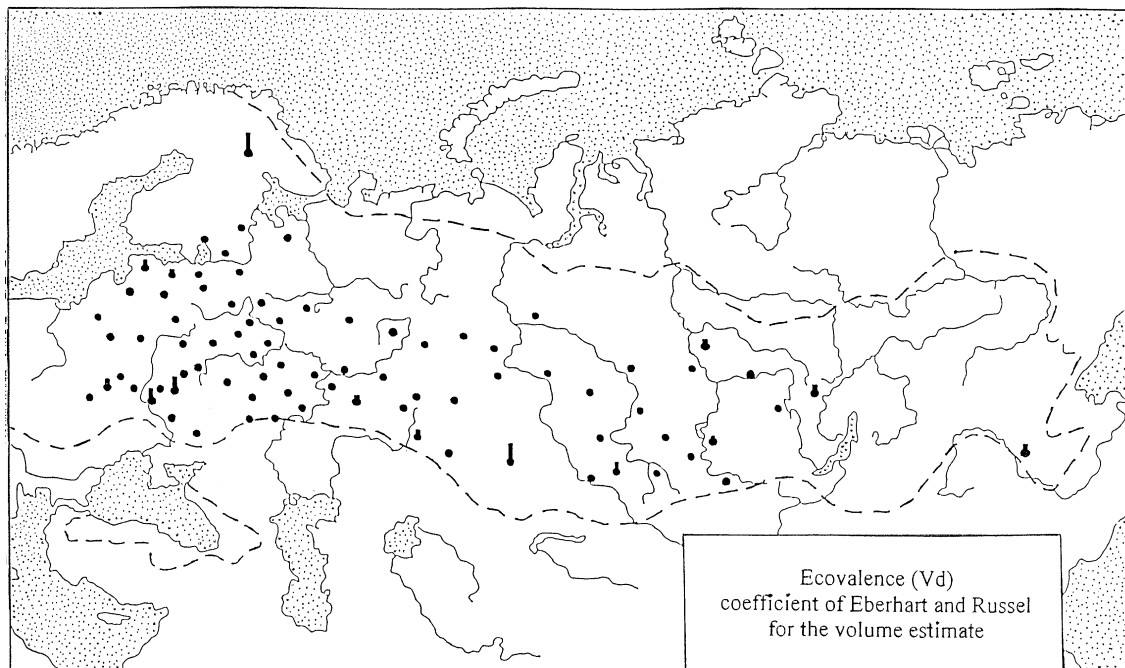 Ecovalence (Vd)
coefficient of Eberhart and Russel
for the volume estimate